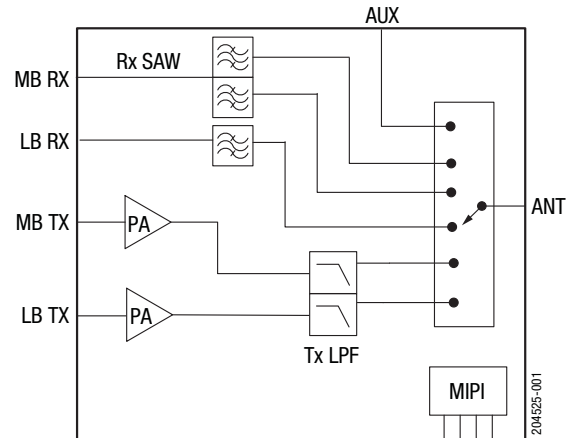 AUX
Rx SAW
MB RX
LB RX
MB TX
PA
ANT
LB TX
PA
Tx LPF
MIPI
204525-001